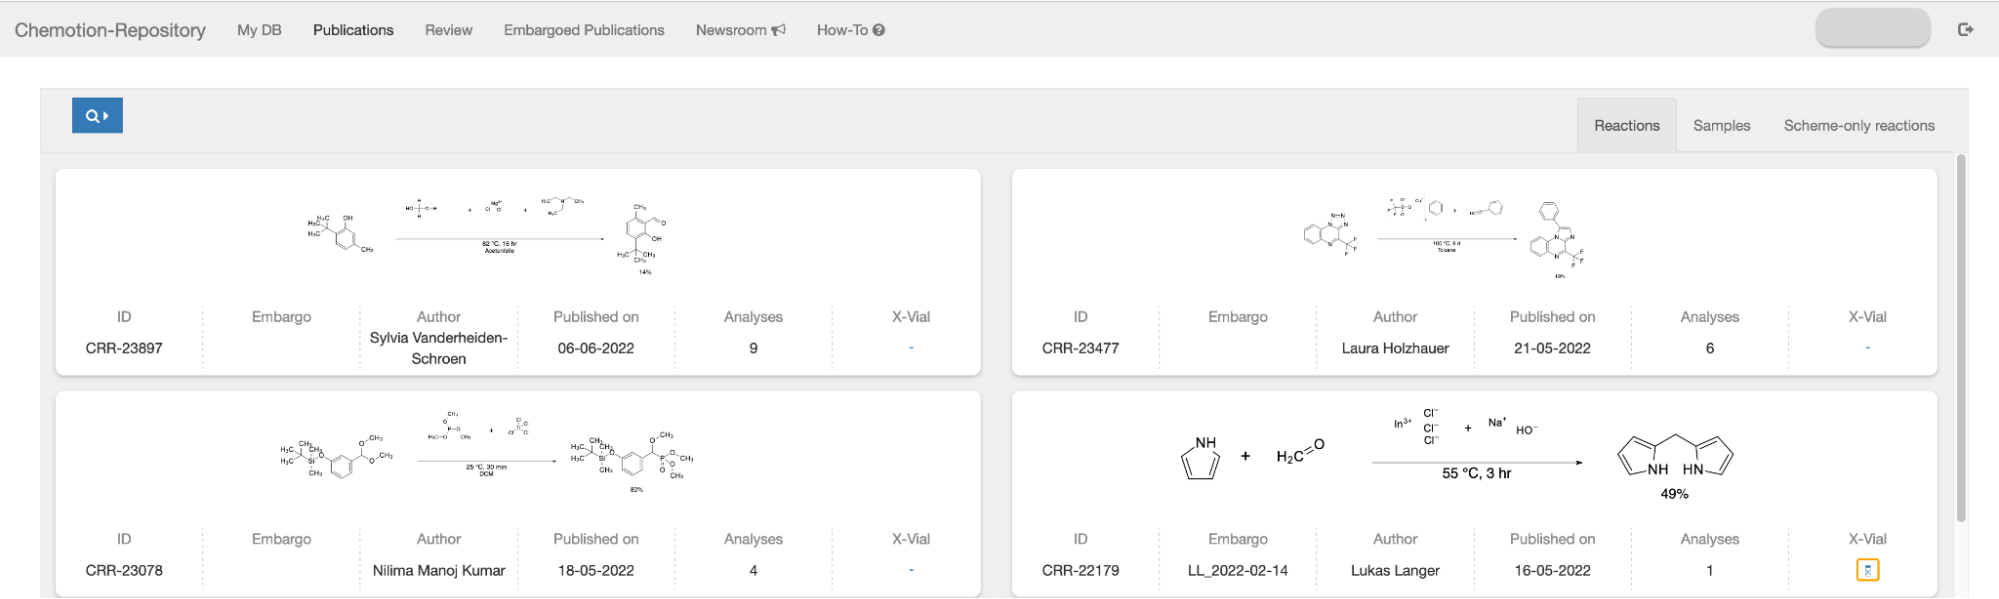 Chemotion-Repository My DB Publications Review Embargoed Publications Newsroom How-To
Reactions Samples Scheme-only reactions
82 °C, 16 hr
Acetonitrile
14%
ID Embargo Author Published on Analyses X-Vial
CRR-23897 Sylvia Vanderheiden-Schroen 06-06-2022 9 -
100 °C, 6 d
Toluene
ID Embargo Author Published on Analyses X-Vial
CRR-23477 Laura Holzhauer 21-05-2022 6 -
25 °C, 30 min
DCM
ID Embargo Author Published on Analyses X-Vial
CRR-23078 Nilima Manoj Kumar 18-05-2022 4 -
NH + H₂C O In³⁺ Cl⁻ Cl⁻ Cl⁻ + Na⁺ HO⁻
55 °C, 3 hr
NH HN
49%
ID Embargo Author Published on Analyses X-Vial
CRR-22179 LL_2022-02-14 Lukas Langer 16-05-2022 1